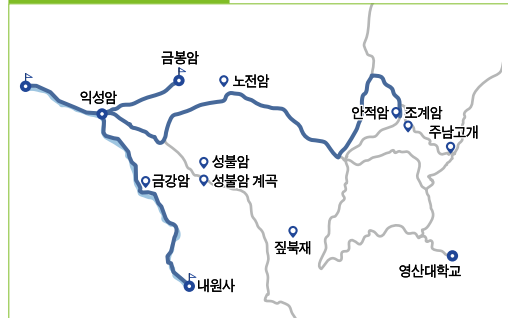 금봉암
노전암
익성암
안적암
조계암
주남고개
성불암
금강암
성불암 계곡
짚북재
영산대학교
내원사